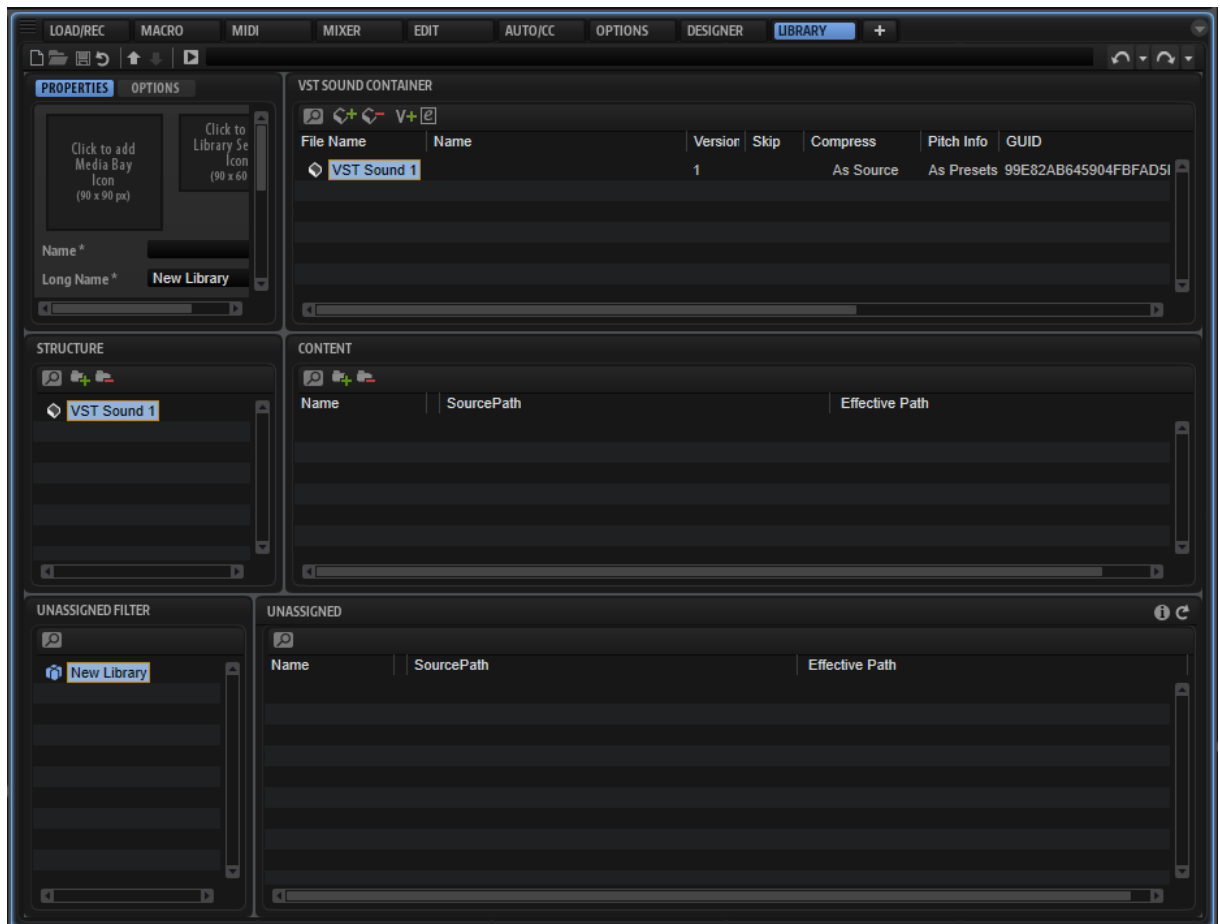 LOAD/REC MACRO MIDI MIXER EDIT AUTO/CC OPTIONS DESIGNER LIBRARY +
PROPERTIES OPTIONS
Click to add
Media Bay
Icon
(90 x 90 px)
Click to
Library Se
Icon
(90 x 60
Name *
Long Name * New Library
VST SOUND CONTAINER
V+ e
File Name Name Version Skip Compress Pitch Info GUID
VST Sound 1 1 As Source As Presets 99E82AB645904FBFAD5
STRUCTURE
VST Sound 1
CONTENT
Name SourcePath Effective Path
UNASSIGNED FILTER
New Library
UNASSIGNED
Name SourcePath Effective Path